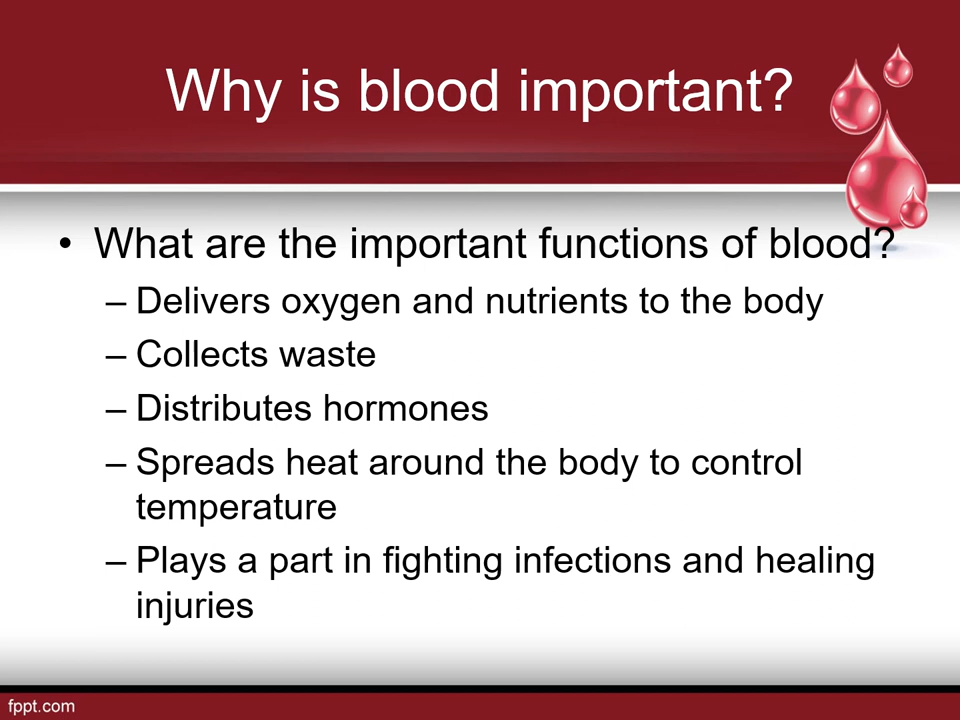 Why is blood important?
• What are the important functions of blood?
– Delivers oxygen and nutrients to the body
– Collects waste
– Distributes hormones
– Spreads heat around the body to control
temperature
– Plays a part in fighting infections and healing
injuries
fppt.com